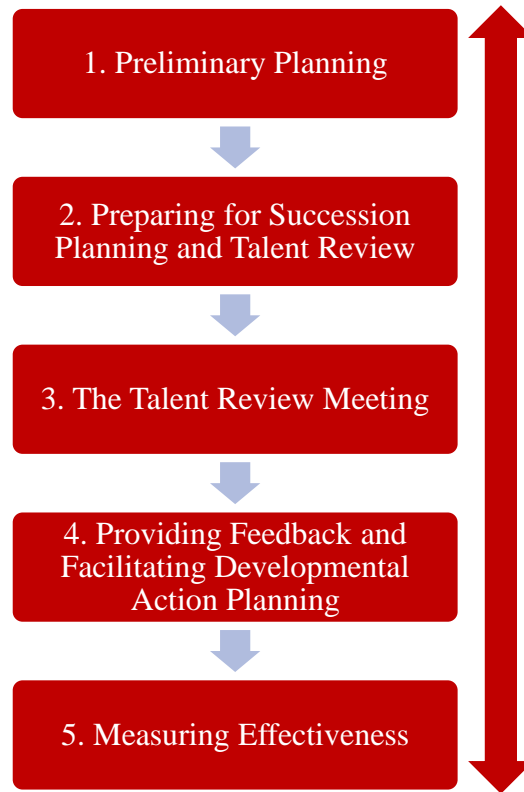 1. Preliminary Planning
2. Preparing for Succession
Planning and Talent Review
3. The Talent Review Meeting
4. Providing Feedback and
Facilitating Developmental
Action Planning
5. Measuring Effectiveness